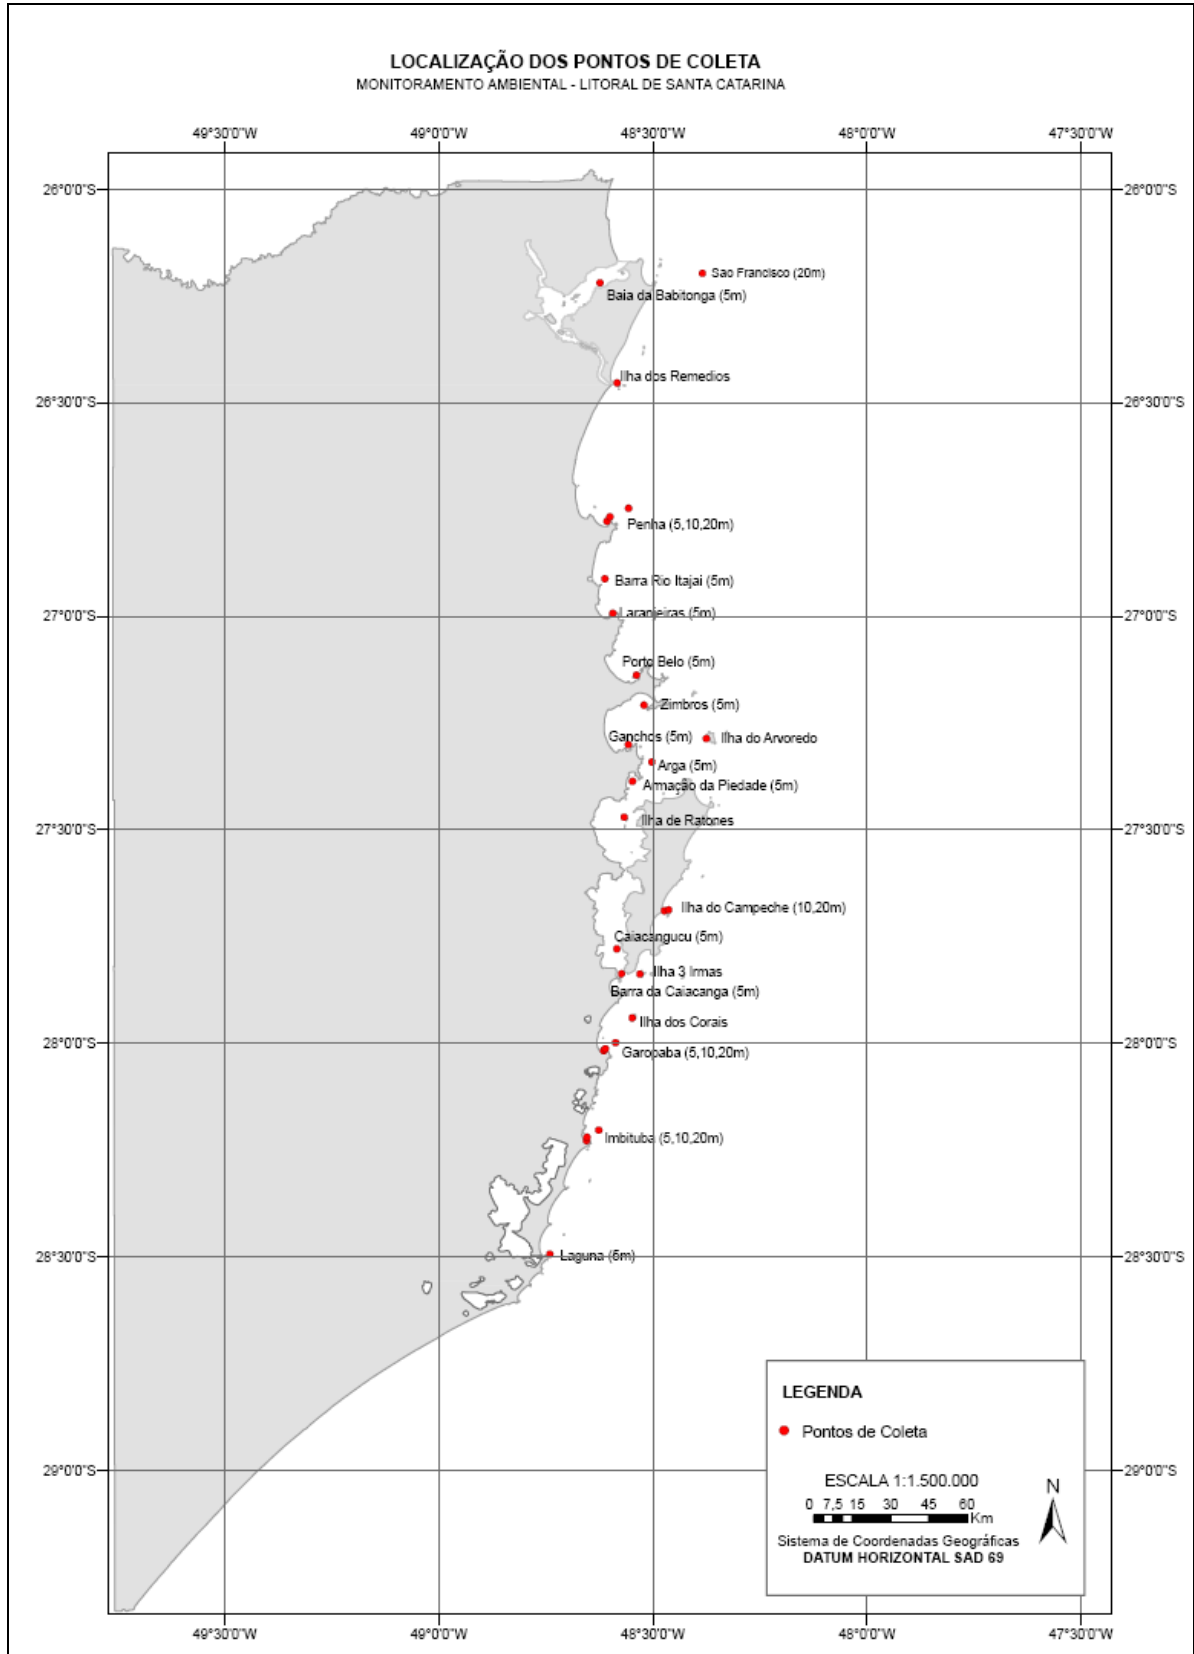 LOCALIZAÇÃO DOS PONTOS DE COLETA
MONITORAMENTO AMBIENTAL - LITORAL DE SANTA CATARINA
49°30'0"W 49°0'0"W 48°30'0"W 48°0'0"W 47°30'0"W
26°0'0"S 26°0'0"S
Sao Francisco (20m)
Baia da Babitonga (5m)
Ilha dos Remedios
26°30'0"S 26°30'0"S
Penha (5,10,20m)
Barra Rio Itajai (5m)
Laranjeiras (5m)
27°0'0"S 27°0'0"S
Porto Belo (5m)
Zimbros (5m)
Ganchos (5m)
Ilha do Arvoredo
Arga (5m)
Armação da Piedade (5m)
Ilha de Ratones
27°30'0"S 27°30'0"S
Ilha do Campeche (10,20m)
Caiacangucu (5m)
Ilha 3 Irmas
Barra da Caiacanga (5m)
Ilha dos Corais
28°0'0"S 28°0'0"S
Garopaba (5,10,20m)
Imbituba (5,10,20m)
28°30'0"S 28°30'0"S
Laguna (5m)
LEGENDA
Pontos de Coleta
29°0'0"S 29°0'0"S
ESCALA 1:1.500.000
N
0 7,5 15 30 45 60
Km
Sistema de Coordenadas Geográficas
DATUM HORIZONTAL SAD 69
49°30'0"W 49°0'0"W 48°30'0"W 48°0'0"W 47°30'0"W